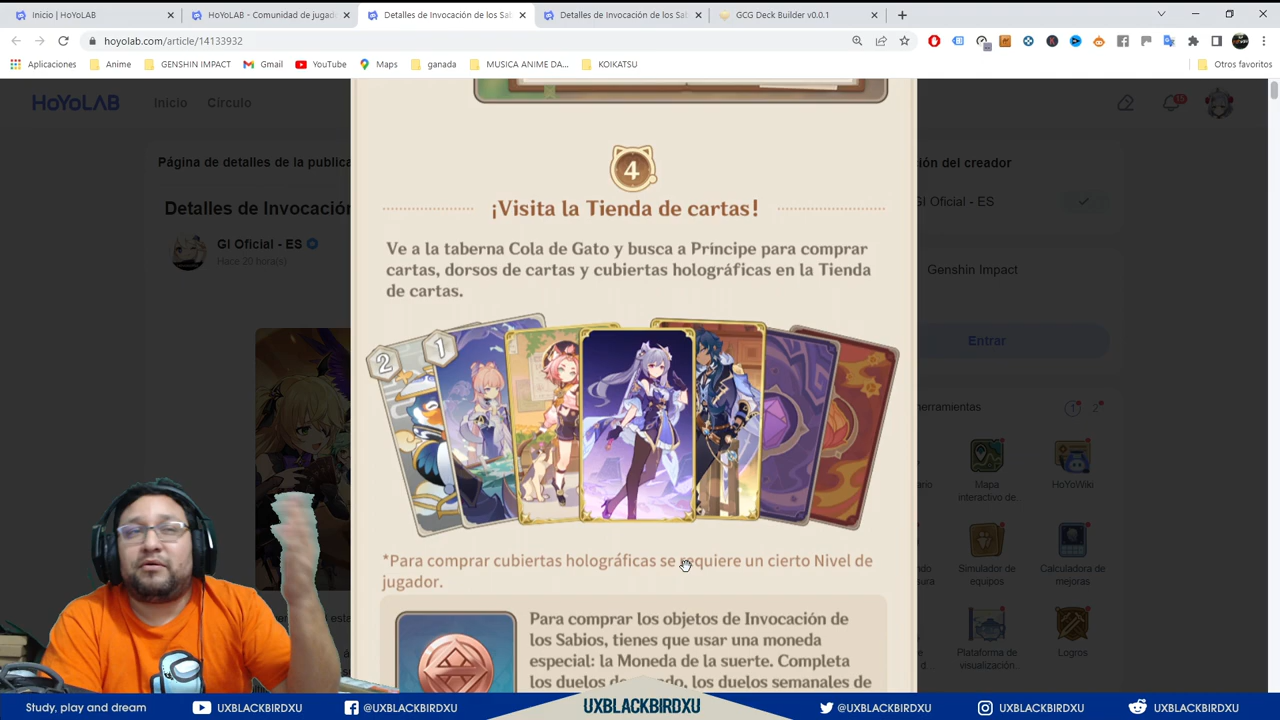 Inicio | HoYoLAB
HoYoLAB - Comunidad de jugado
Detalles de Invocación de los Sa
Detalles de Invocación de los Sab
GCG Deck Builder v0.0.1
hoyolab.com/article/14133932
Aplicaciones
Anime
GENSHIN IMPACT
Gmail
YouTube
Maps
ganada
MUSICA ANIME DA...
KOIKATSU
Otros favoritos
HoYoLAB
Inicio
Círculo
15
Página de detalles de la publica
ción del creador
Detalles de Invocación
GI Oficial - ES
GI Oficial - ES
Hace 20 hora(s)
Genshin Impact
Entrar
4
¡Visita la Tienda de cartas!
Ve a la taberna Cola de Gato y busca a Príncipe para comprar
cartas, dorsos de cartas y cubiertas holográficas en la Tienda
de cartas.
2
1
*Para comprar cubiertas holográficas se requiere un cierto Nivel de
jugador.
Para comprar los objetos de Invocación de
los Sabios, tienes que usar una moneda
especial: la Moneda de la suerte. Completa
erramientas
Mapa
interactivo de...
HoYoWiki
Simulador de
equipos
Calculadora de
mejoras
Plataforma de
visualización...
Logros
Study, play and dream
UXBLACKBIRDXU
@UXBLACKBIRDXU
UXBLACKBIRDXU
@UXBLACKBIRDXU
UXBLACKBIRDXU
UXBLACKBIRDXU